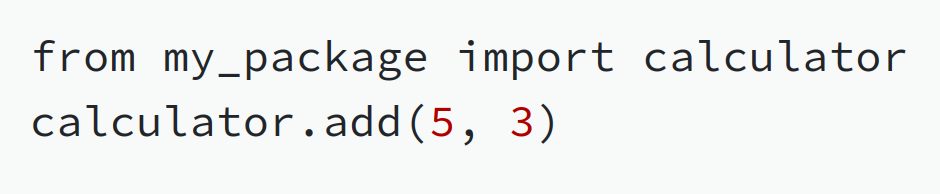 from my_package import calculator
calculator.add(5, 3)